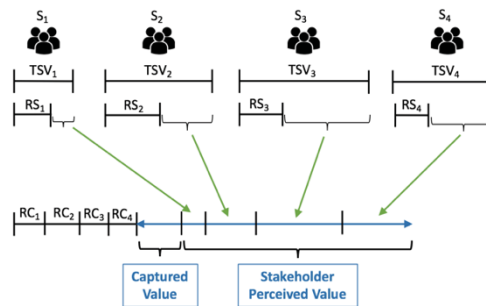 S1 S2 S3 S4
TSV1 TSV2 TSV3 TSV4
RS1 RS2 RS3 RS4
RC1 RC2 RC3 RC4
Captured
Value
Stakeholder
Perceived Value